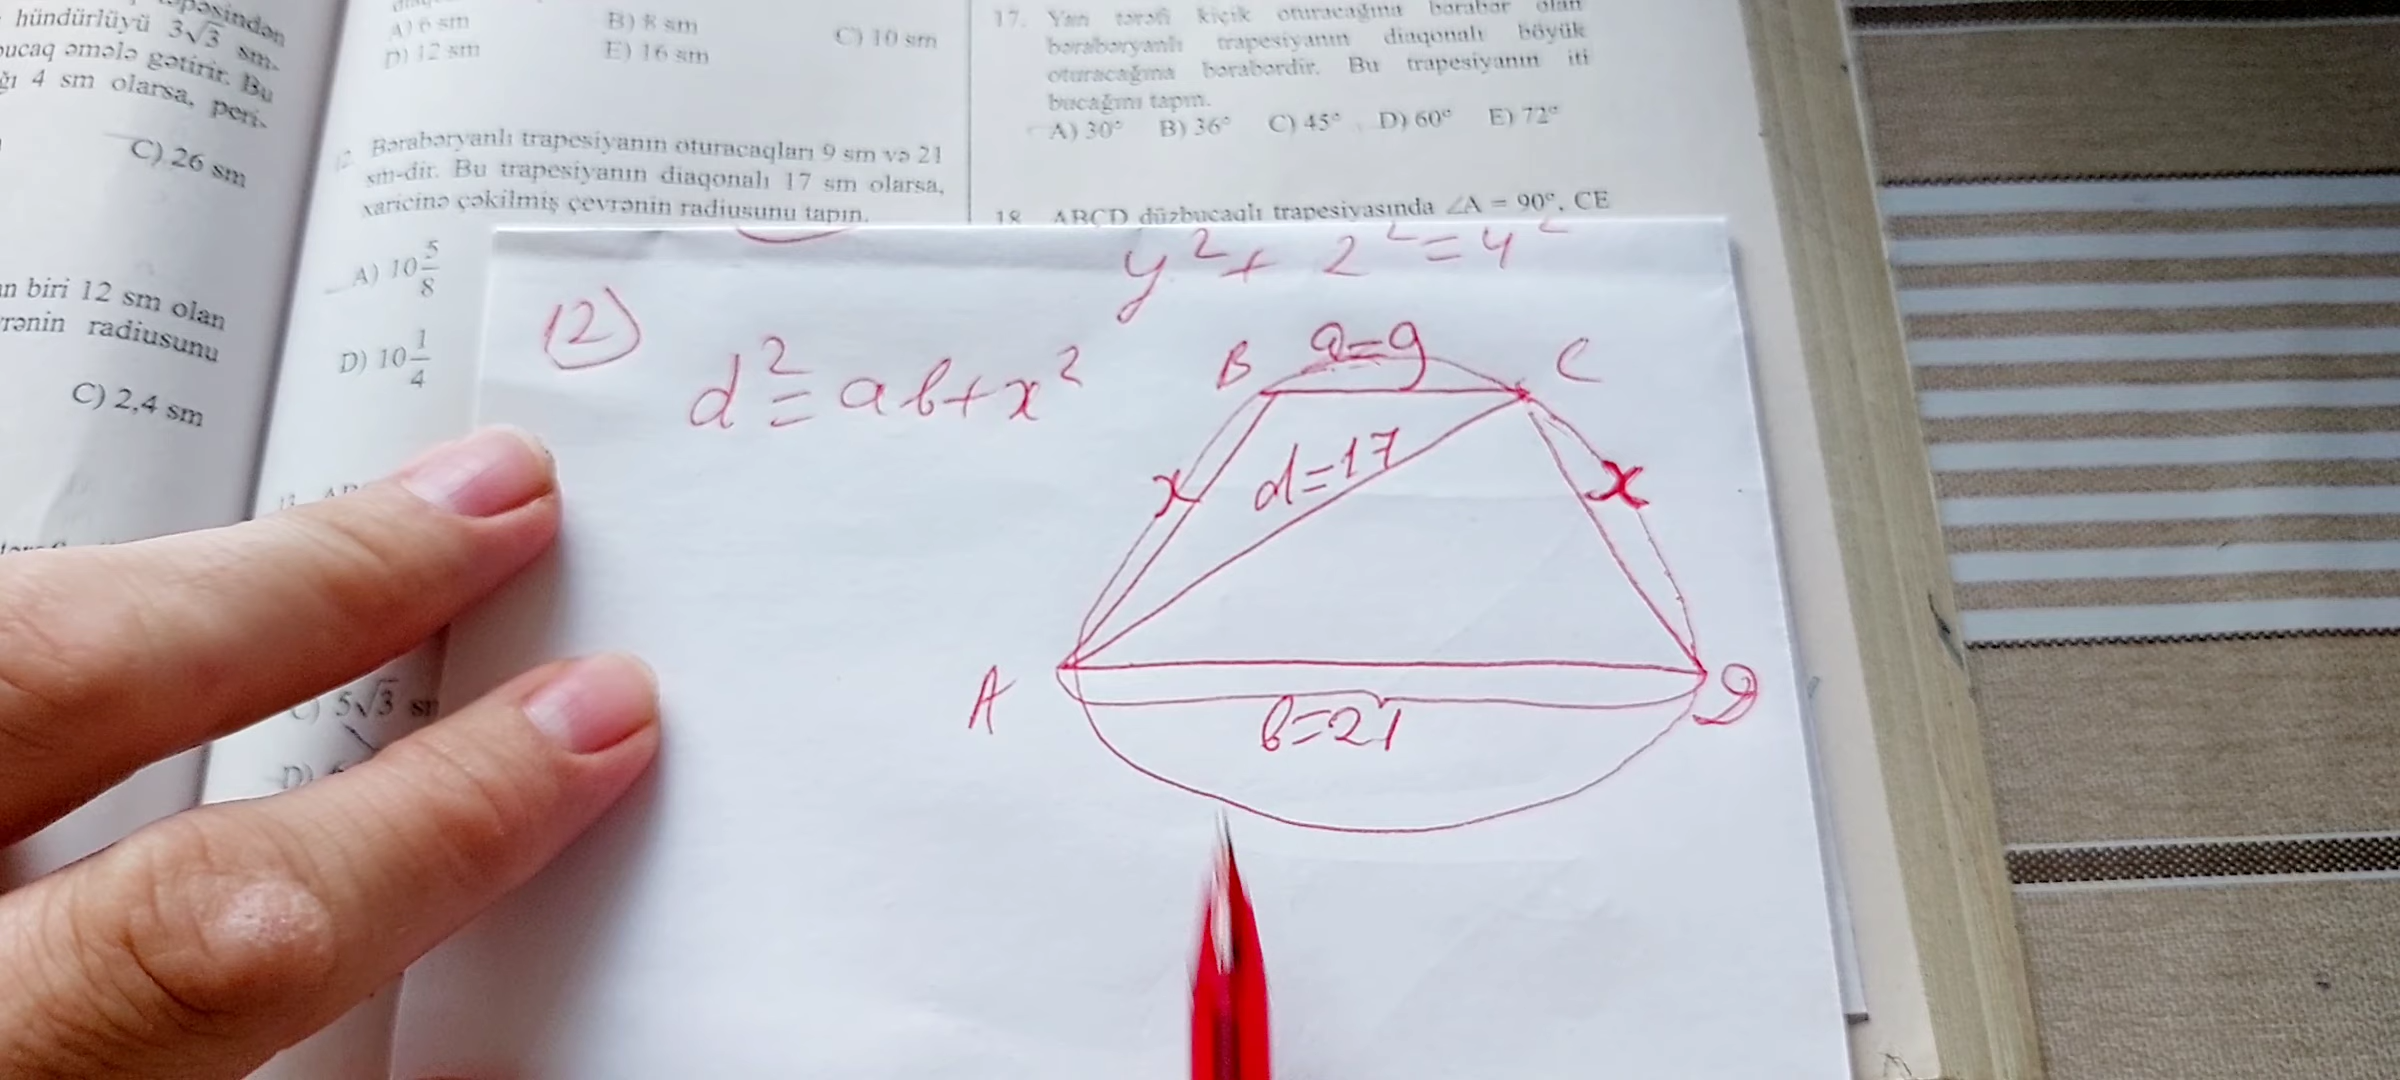 hündürlüyü 3√3 sm-
bucaq əmələ gətirir. Bu
ğı 4 sm olarsa, peri-
C) 26 sm
n biri 12 sm olan
rənin radiusunu
C) 2,4 sm
A) 6 sm B) 8 sm C) 10 sm
D) 12 sm E) 16 sm
12. Bərabəryanlı trapesiyanın oturacaqları 9 sm və 21
sm-dir. Bu trapesiyanın diaqonalı 17 sm olarsa,
xaricinə çəkilmiş çevrənin radiusunu tapın.
A) 10 5/8
D) 10 1/4
C) 5√3 sm
D)
17. Yan tərəfi kiçik oturacağına bərabər olan
bərabəryanlı trapesiyanın diaqonalı böyük
oturacağına bərabərdir. Bu trapesiyanın iti
bucağını tapın.
A) 30° B) 36° C) 45° D) 60° E) 72°
18. ABCD düzbucaqlı trapesiyasında ∠A = 90°, CE
y² + 2² = 4²
12
d² = ab + x²
B a=9 C
x d=17 x
A D
b=21